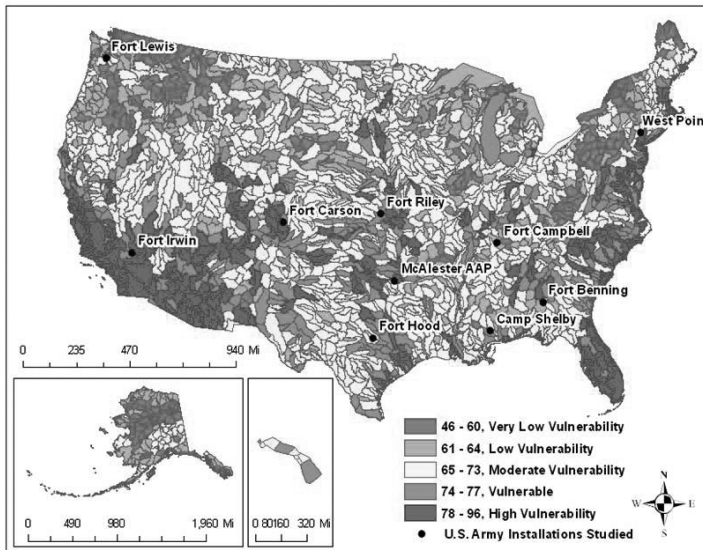 Fort Lewis
West Point
Fort Riley
Fort Carson
Fort Irwin
Fort Campbell
McAlester AAP
Fort Benning
Fort Hood
Camp Shelby
0 235 470 940 Mi
46 - 60, Very Low Vulnerability
61 - 64, Low Vulnerability
65 - 73, Moderate Vulnerability
74 - 77, Vulnerable
78 - 96, High Vulnerability
U.S. Army Installations Studied
N
W E
S
0 490 980 1,960 Mi
0 80160 320 Mi